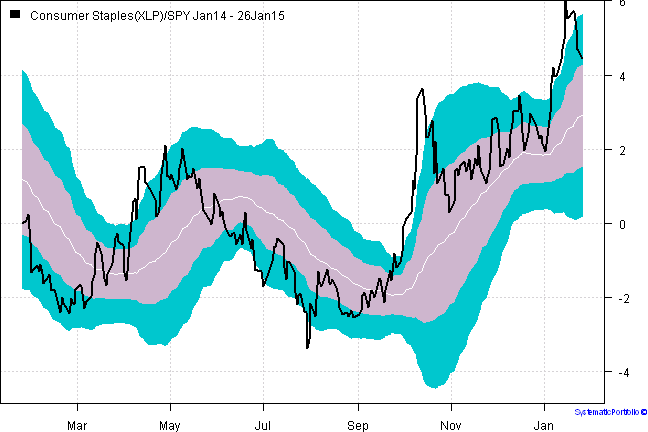 Consumer Staples(XLP)/SPY Jan14 - 26Jan15
6
4
2
0
-2
-4
Mar May Jul Sep Nov Jan
SystematicPortfolio ©